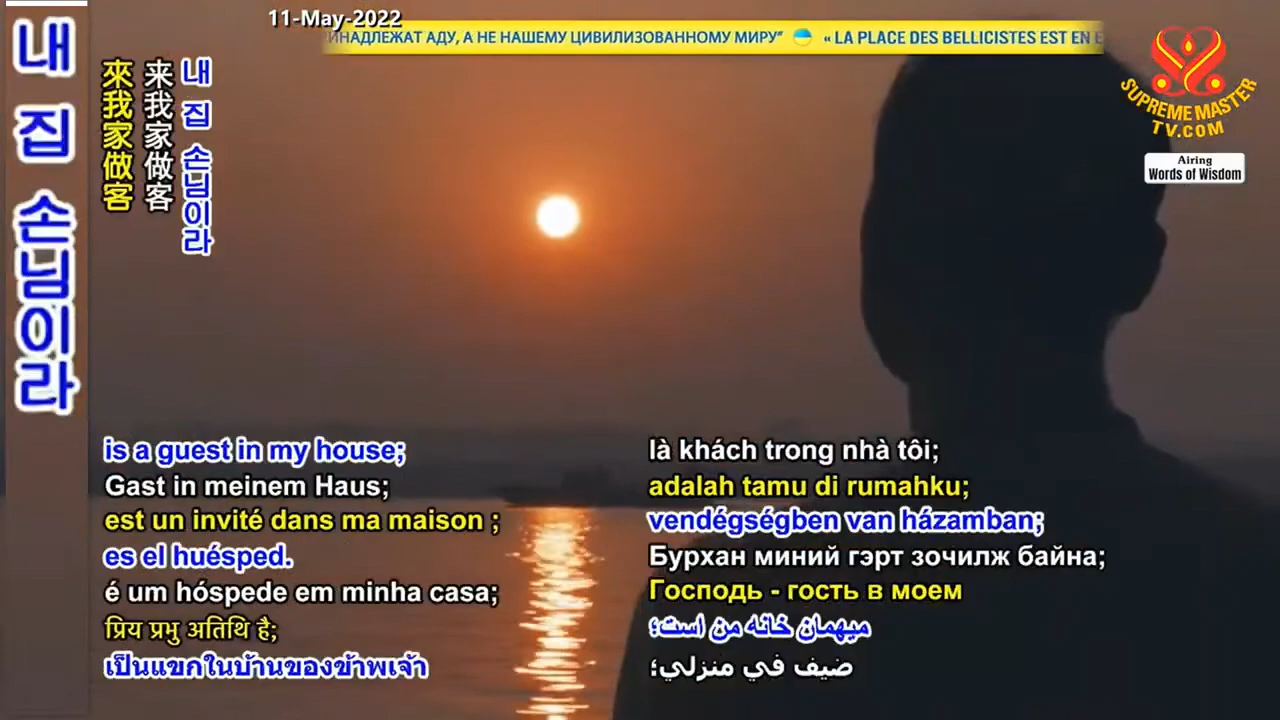 11-May-2022
ИНАДЛЕЖАТ АДУ, А НЕ НАШЕМУ ЦИВИЛИЗОВАННОМУ МИРУ" « LA PLACE DES BELLICISTES EST EN E
SUPREME MASTER
TV.COM
Airing
Words of Wisdom
내 집 손님이라
來我家做客
来我家做客
내 집 손님이라
is a guest in my house;
Gast in meinem Haus;
est un invité dans ma maison ;
es el huésped.
é um hóspede em minha casa;
प्रिय प्रभु अतिथि है;
เป็นแขกในบ้านของข้าพเจ้า
là khách trong nhà tôi;
adalah tamu di rumahku;
vendégségben van házamban;
Бурхан миний гэрт зочилж байна;
Господь - гость в моем
میهمان خانه من است؛
ضيف في منزلي؛